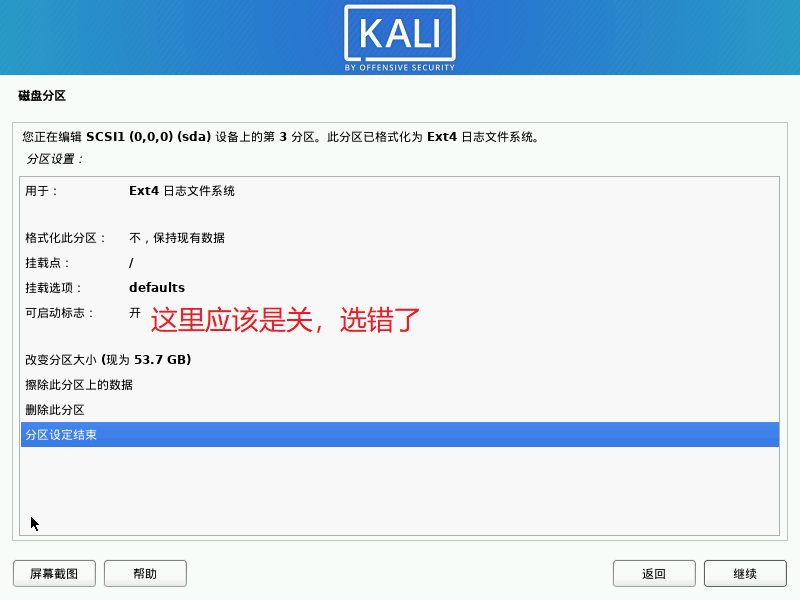 KALI
BY OFFENSIVE SECURITY
磁盘分区
您正在编辑 SCSI1 (0,0,0) (sda) 设备上的第 3 分区。此分区已格式化为 Ext4 日志文件系统。
分区设置：
用于： Ext4 日志文件系统
格式化此分区： 不，保持现有数据
挂载点： /
挂载选项： defaults
可启动标志： 开 这里应该是关，选错了
改变分区大小 (现为 53.7 GB)
擦除此分区上的数据
删除此分区
分区设定结束
屏幕截图 帮助 返回 继续